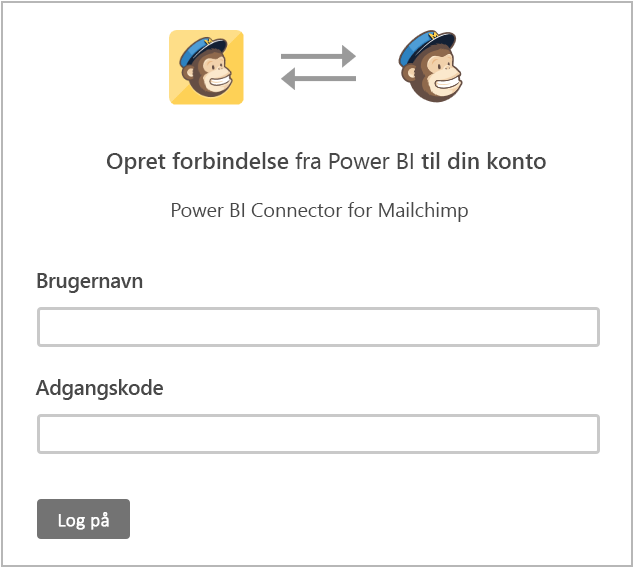 Opret forbindelse fra Power BI til din konto
Power BI Connector for Mailchimp
Brugernavn
Adgangskode
Log på